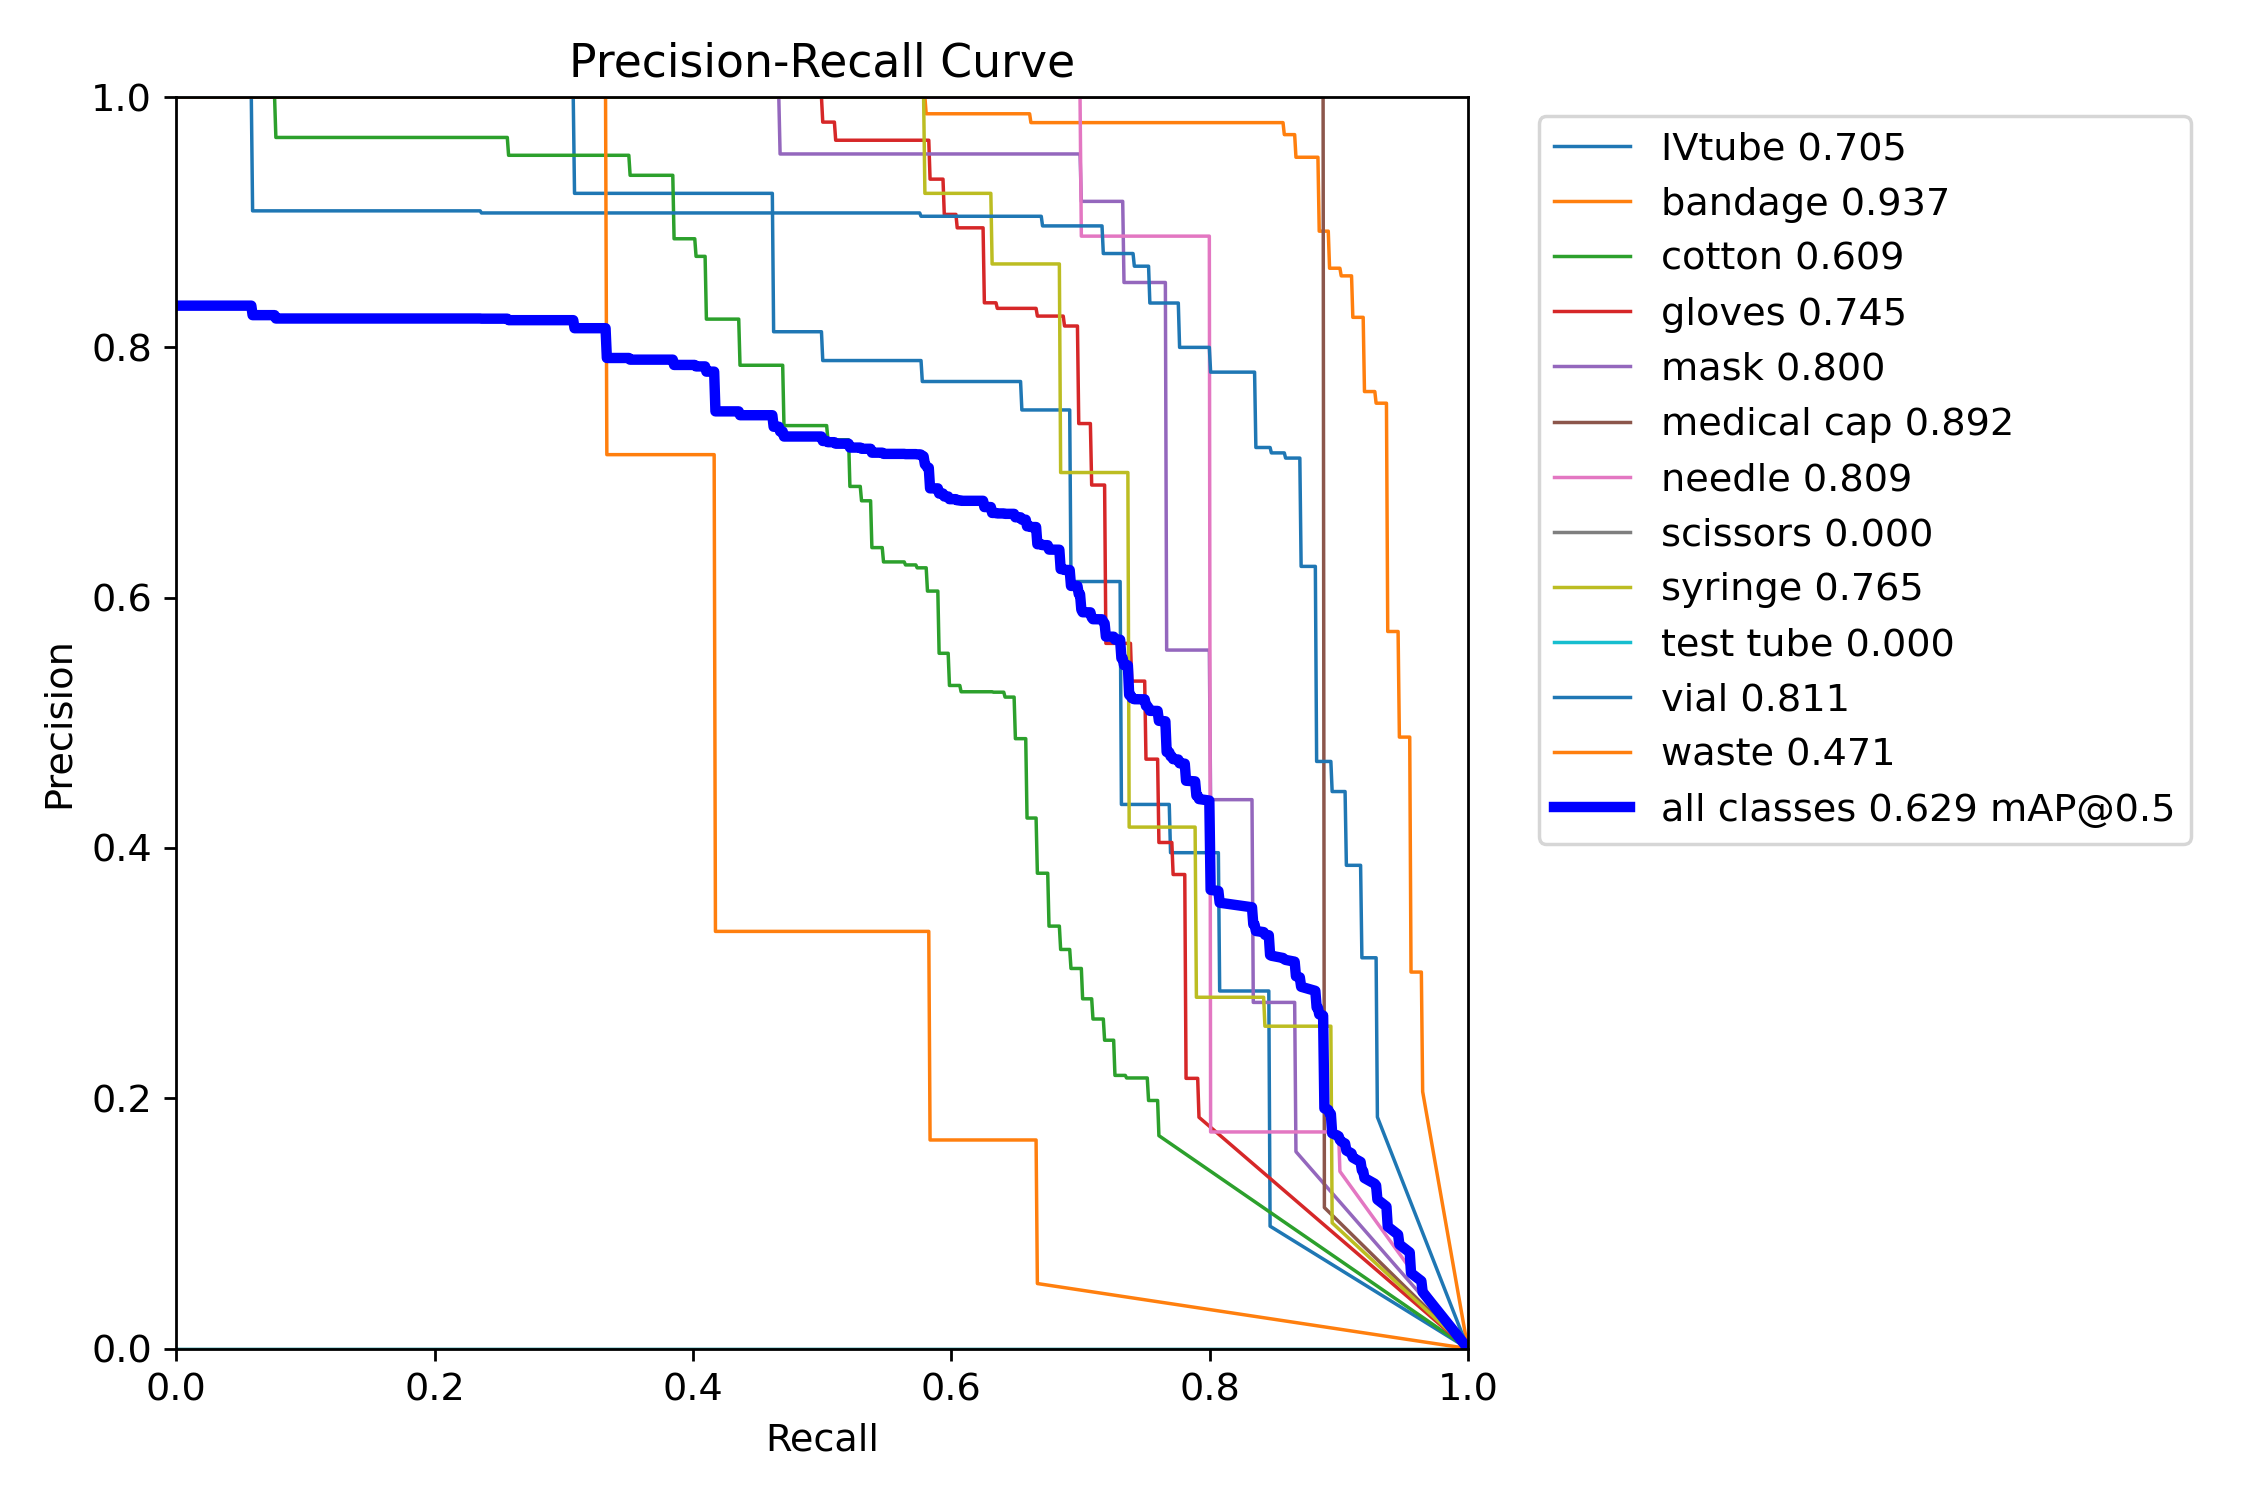 Precision-Recall Curve
1.0
0.8
0.6
0.4
0.2
0.0
Precision
0.0 0.2 0.4 0.6 0.8 1.0
Recall
IVtube 0.705
bandage 0.937
cotton 0.609
gloves 0.745
mask 0.800
medical cap 0.892
needle 0.809
scissors 0.000
syringe 0.765
test tube 0.000
vial 0.811
waste 0.471
all classes 0.629 mAP@0.5